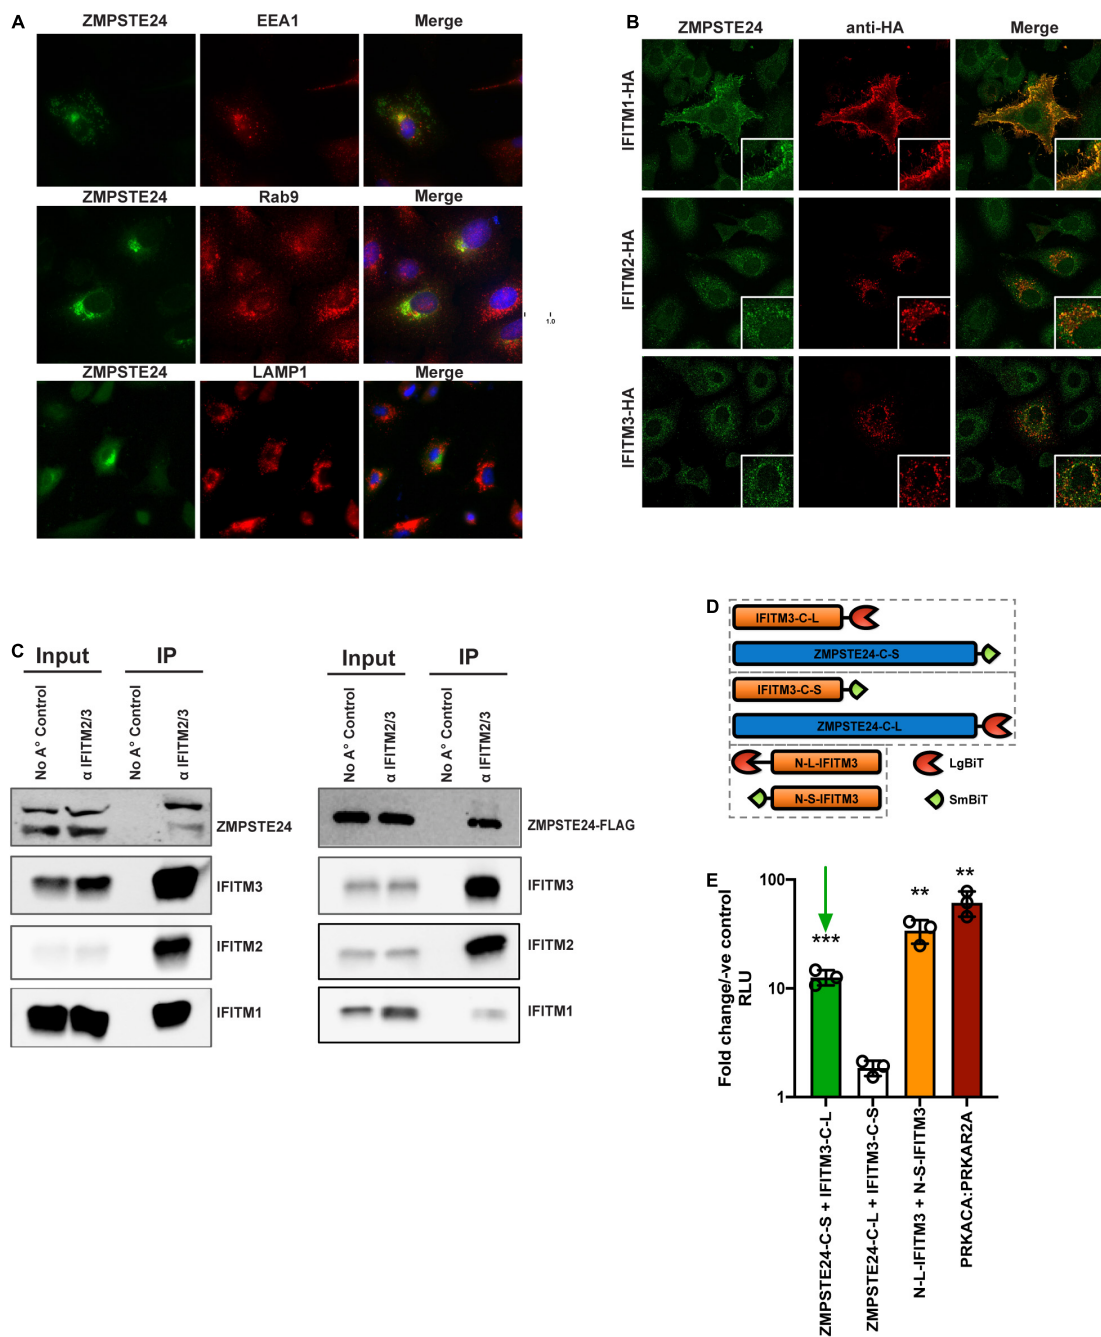 A
ZMPSTE24 EEA1 Merge
ZMPSTE24 Rab9 Merge
1.0
ZMPSTE24 LAMP1 Merge
B
ZMPSTE24 anti-HA Merge
IFITM1-HA
IFITM2-HA
IFITM3-HA
C
Input IP
No A° Control
α IFITM2/3
No A° Control
α IFITM2/3
ZMPSTE24
IFITM3
IFITM2
IFITM1
Input IP
No A° Control
α IFITM2/3
No A° Control
α IFITM2/3
ZMPSTE24-FLAG
IFITM3
IFITM2
IFITM1
D
IFITM3-C-L
ZMPSTE24-C-S
IFITM3-C-S
ZMPSTE24-C-L
N-L-IFITM3
LgBiT
N-S-IFITM3
SmBiT
E
Fold change/-ve control
RLU
100
10
1
***
**
**
ZMPSTE24-C-S + IFITM3-C-L
ZMPSTE24-C-L + IFITM3-C-S
N-L-IFITM3 + N-S-IFITM3
PRKACA:PRKAR2A